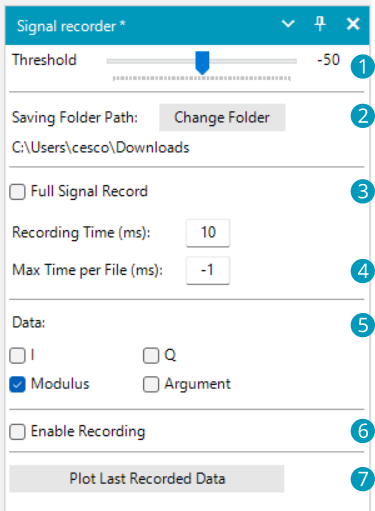 Signal recorder *
Threshold -50 1
Saving Folder Path: Change Folder 2
C:\Users\cesco\Downloads
Full Signal Record 3
Recording Time (ms): 10
Max Time per File (ms): -1 4
Data: 5
I Q
Modulus Argument
Enable Recording 6
Plot Last Recorded Data 7